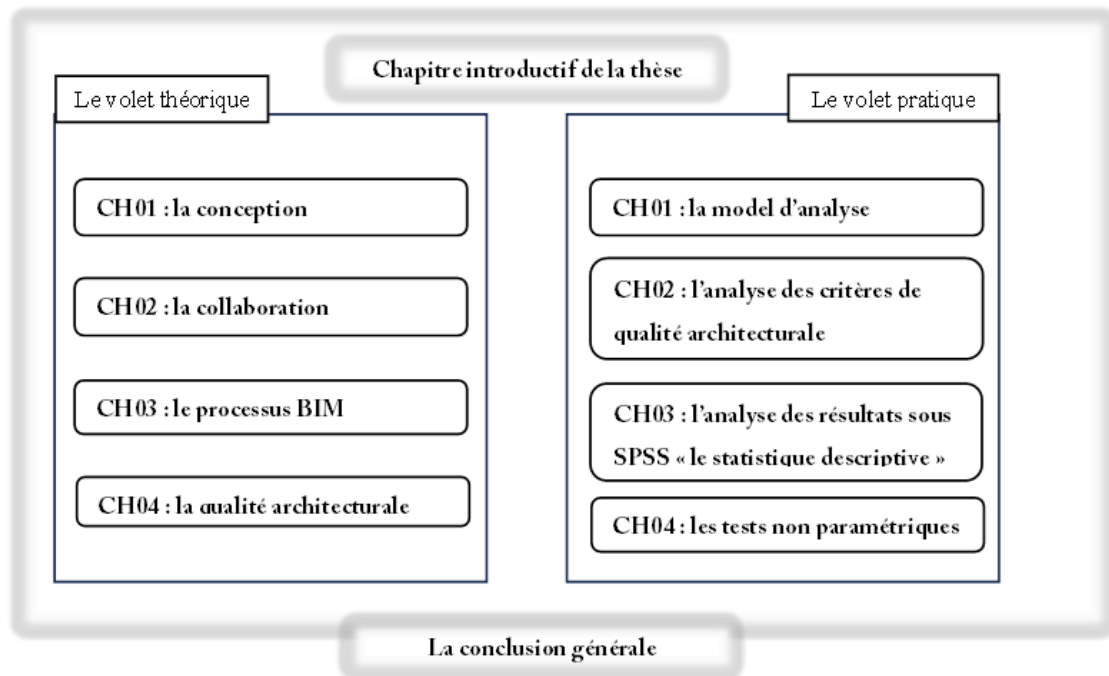 Chapitre introductif de la thèse
Le volet théorique
CH01 : la conception
CH02 : la collaboration
CH03 : le processus BIM
CH04 : la qualité architecturale
Le volet pratique
CH01 : la model d’analyse
CH02 : l’analyse des critères de
qualité architecturale
CH03 : l’analyse des résultats sous
SPSS « le statistique descriptive »
CH04 : les tests non paramétriques
La conclusion générale